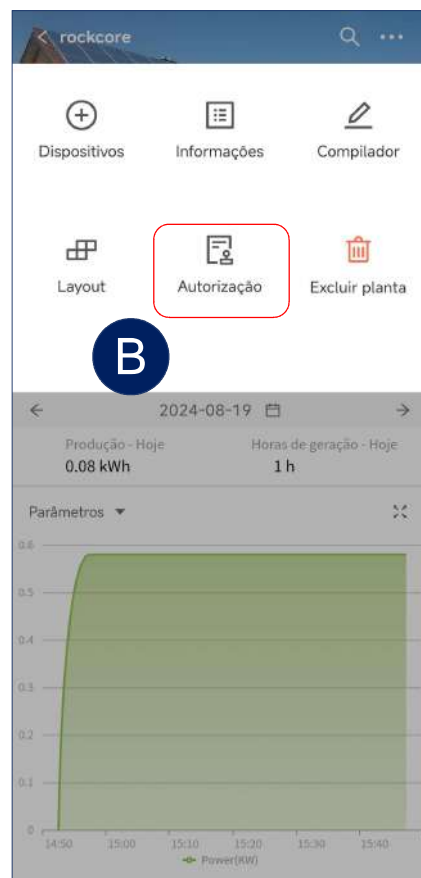 rockcore
Dispositivos Informações Compilador
Layout Autorização Excluir planta
B
2024-08-19
Produção - Hoje Horas de geração - Hoje
0.08 kWh 1 h
Parâmetros
0.6
0.5
0.4
0.3
0.2
0.1
0
14:50 15:00 15:10 15:20 15:30 15:40
Power(KW)